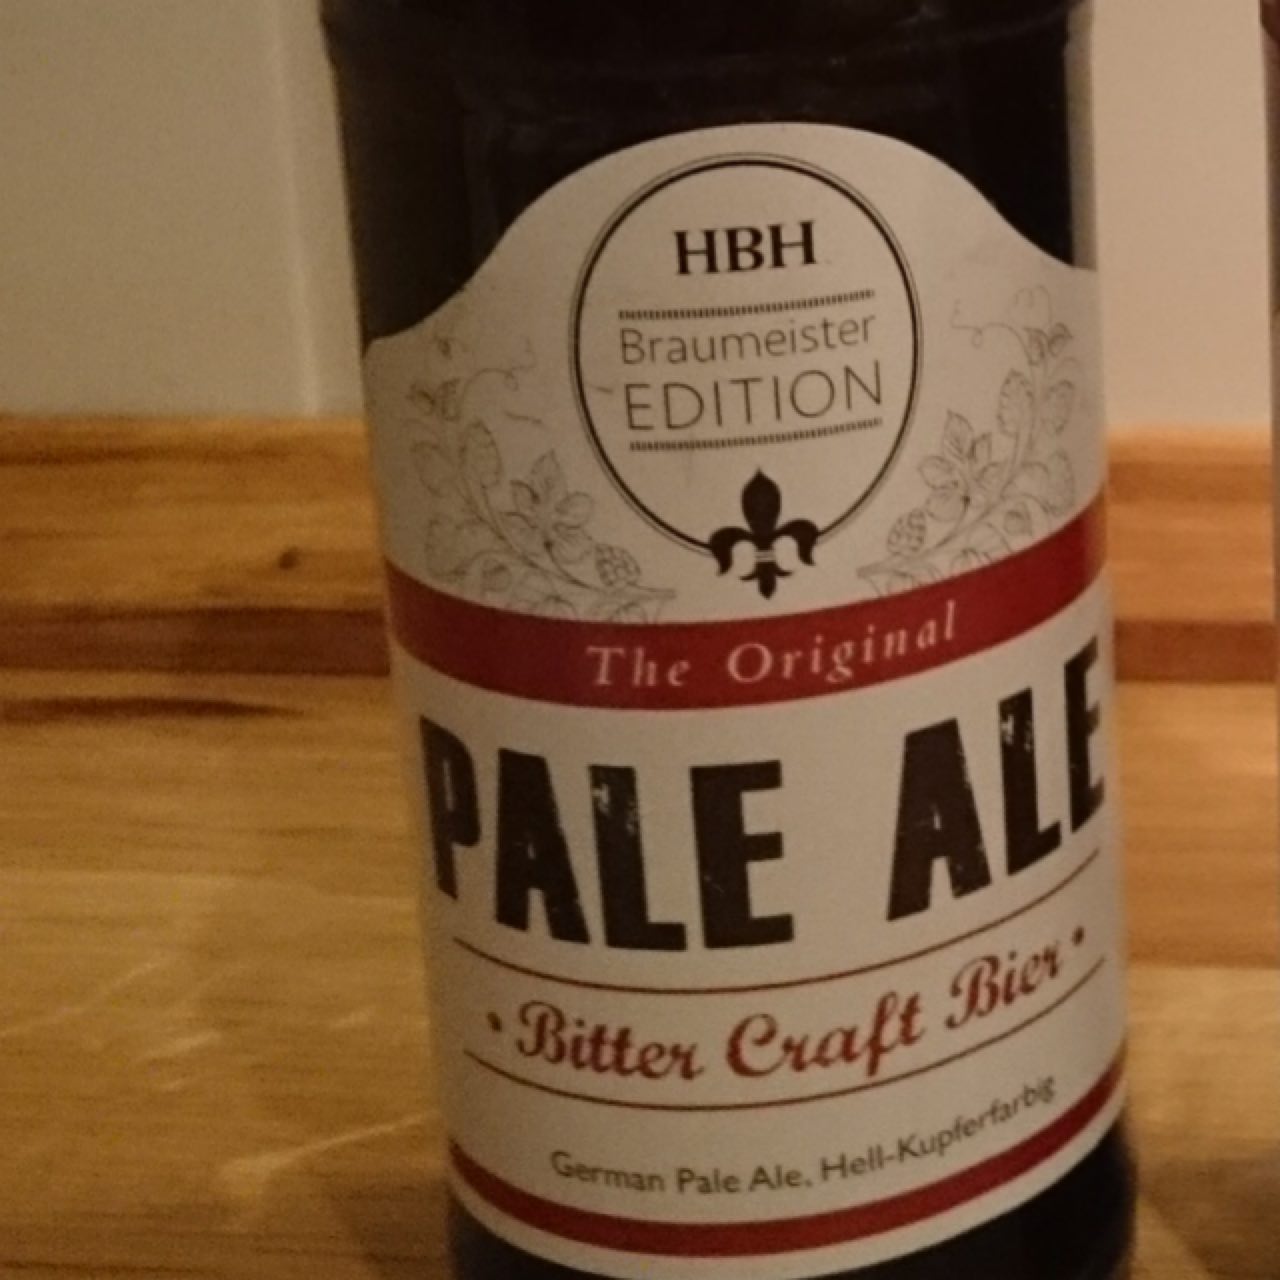 HBH
Braumeister
EDITION
The Original
PALE ALE
• Bitter Craft Bier •
German Pale Ale, Hell-Kupferfarbig